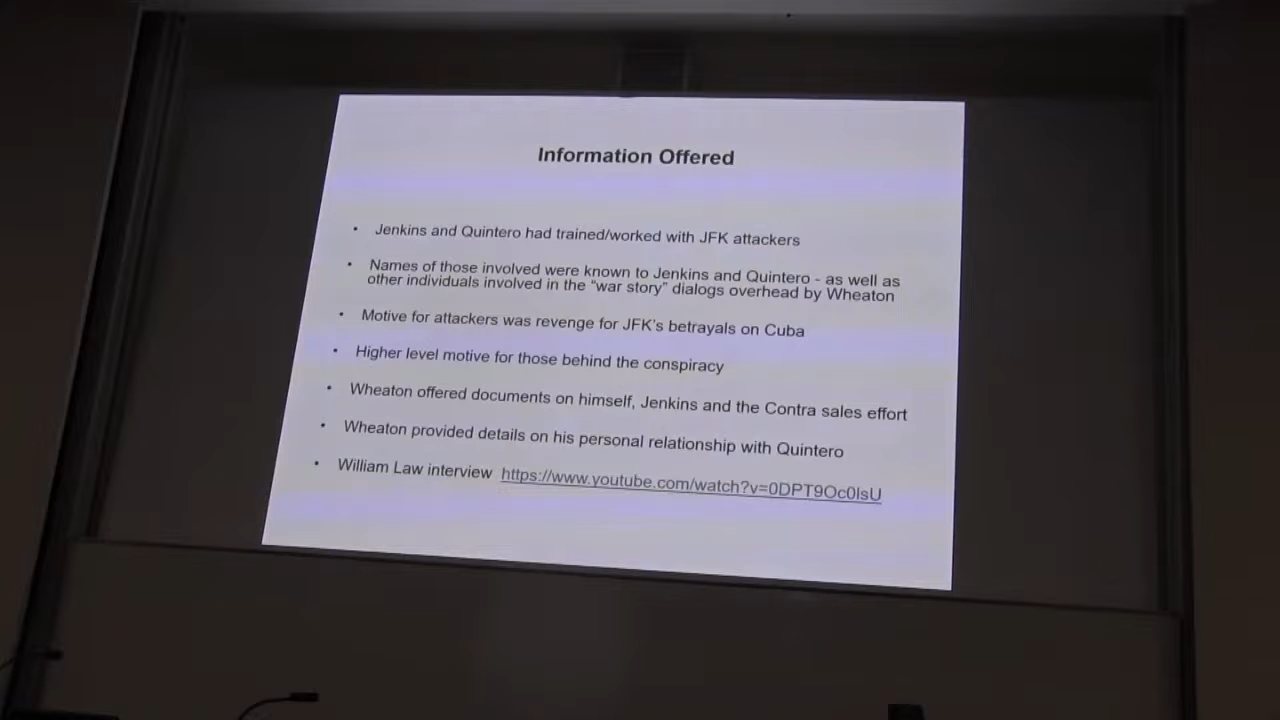 Information Offered
• Jenkins and Quintero had trained/worked with JFK attackers
• Names of those involved were known to Jenkins and Quintero - as well as
other individuals involved in the “war story” dialogs overhead by Wheaton
• Motive for attackers was revenge for JFK's betrayals on Cuba
• Higher level motive for those behind the conspiracy
• Wheaton offered documents on himself, Jenkins and the Contra sales effort
• Wheaton provided details on his personal relationship with Quintero
• William Law interview https://www.youtube.com/watch?v=0DPT9Oc0IsU